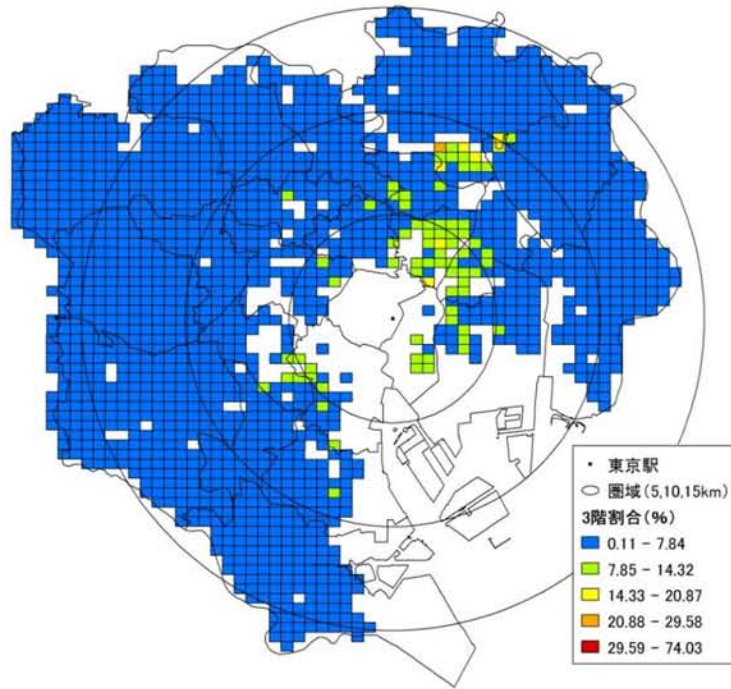 東京駅
圏域(5,10,15km)
3階割合(%)
0.11 - 7.84
7.85 - 14.32
14.33 - 20.87
20.88 - 29.58
29.59 - 74.03